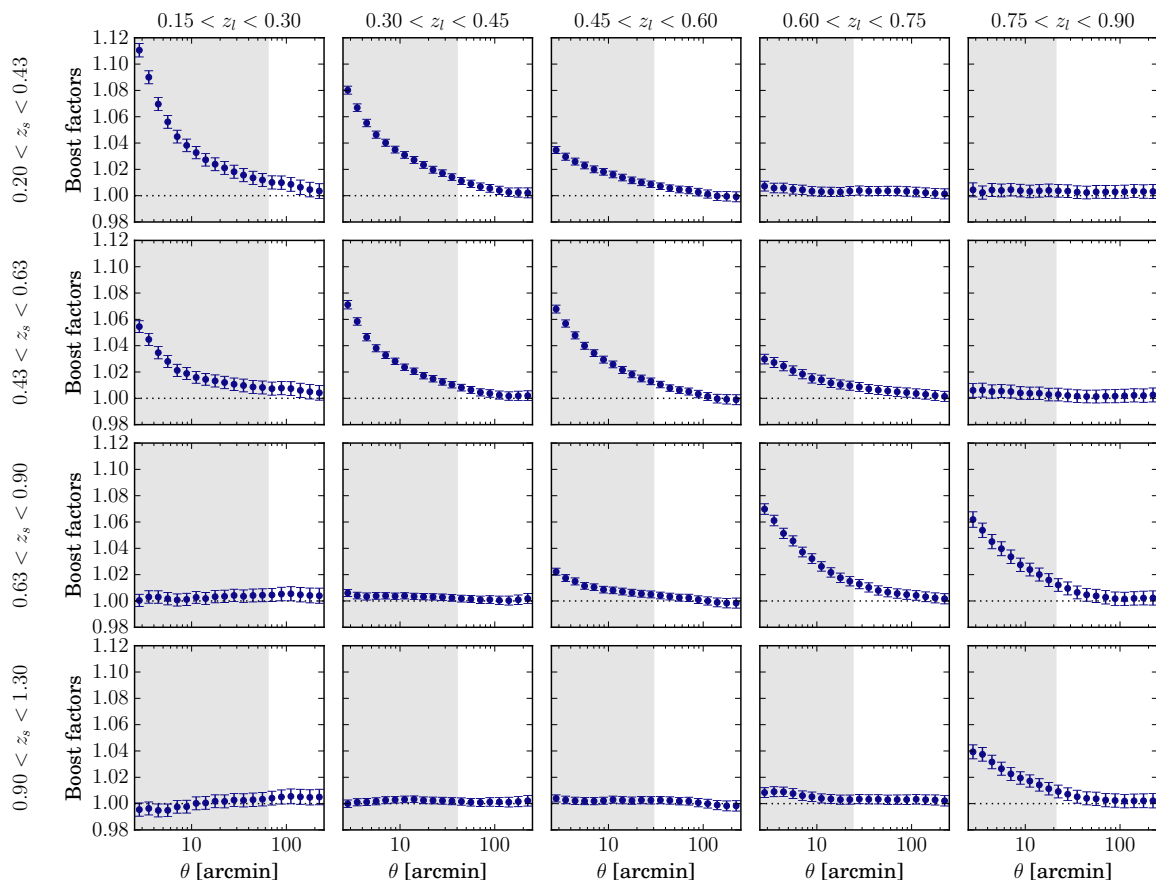 0.15 < z_l < 0.30 0.30 < z_l < 0.45 0.45 < z_l < 0.60 0.60 < z_l < 0.75 0.75 < z_l < 0.90
0.20 < z_s < 0.43
Boost factors
1.12
1.10
1.08
1.06
1.04
1.02
1.00
0.98
0.43 < z_s < 0.63
Boost factors
1.12
1.10
1.08
1.06
1.04
1.02
1.00
0.98
0.63 < z_s < 0.90
Boost factors
1.12
1.10
1.08
1.06
1.04
1.02
1.00
0.98
0.90 < z_s < 1.30
Boost factors
1.12
1.10
1.08
1.06
1.04
1.02
1.00
0.98
10 100 10 100 10 100 10 100 10 100
θ [arcmin] θ [arcmin] θ [arcmin] θ [arcmin] θ [arcmin]